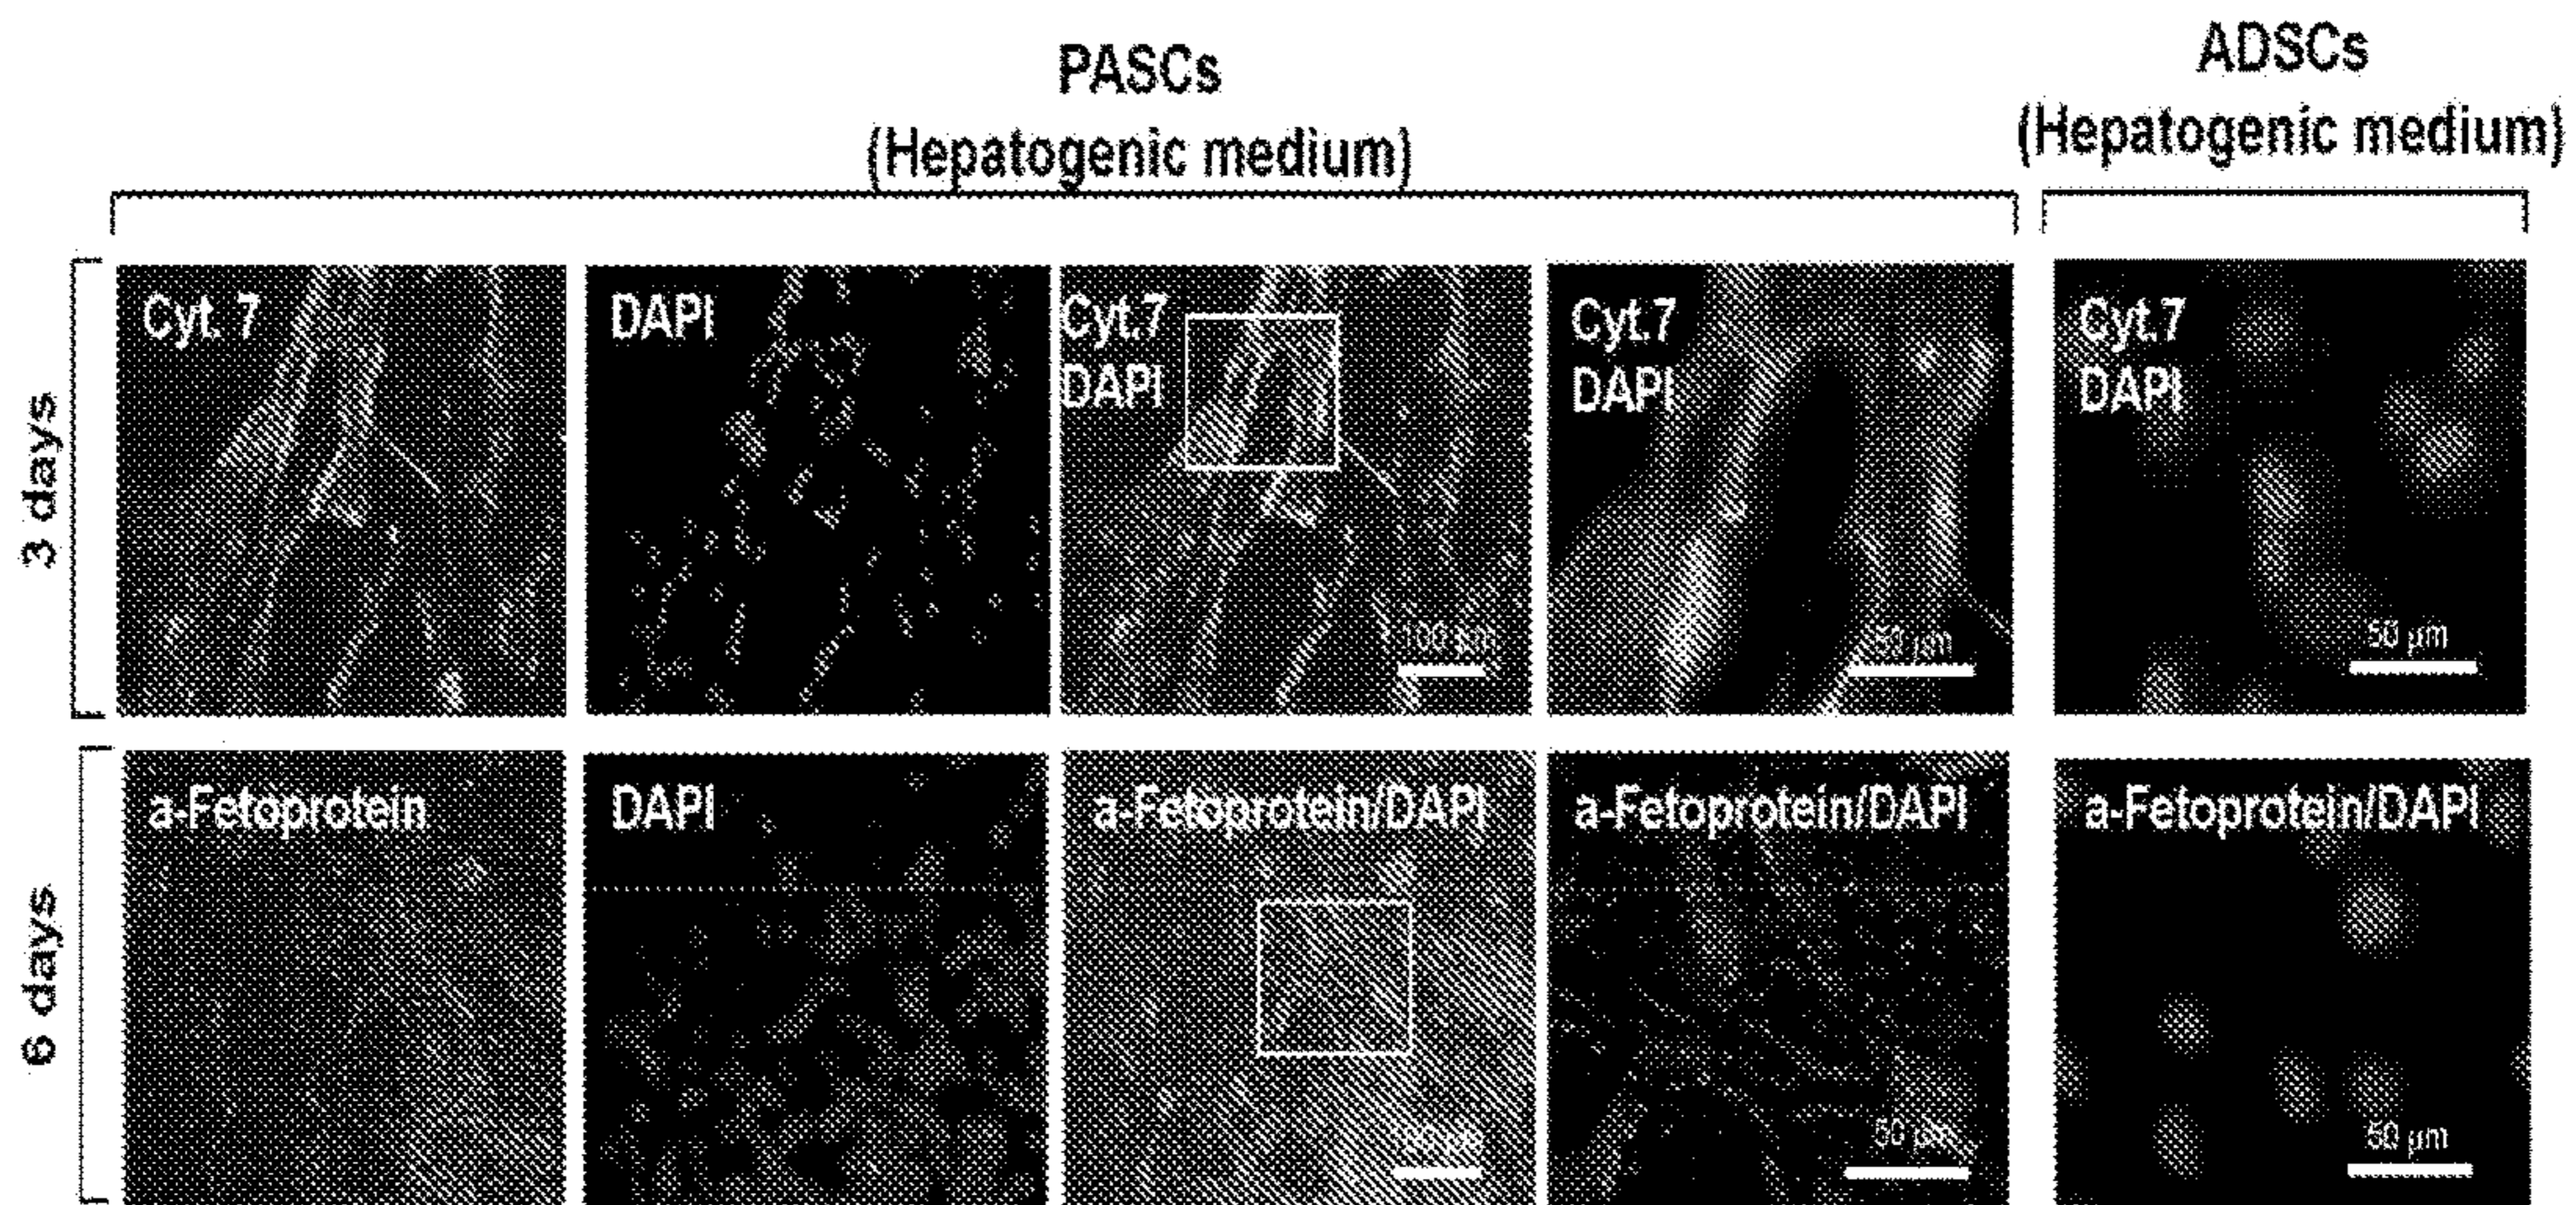 PASCs
(Hepatogenic medium)
ADSCs
(Hepatogenic medium)
3 days
Cyt. 7
DAPI
Cyt.7
DAPI
100 µm
Cyt.7
DAPI
50 µm
Cyt.7
DAPI
50 µm
6 days
a-Fetoprotein
DAPI
a-Fetoprotein/DAPI
a-Fetoprotein/DAPI
50 µm
a-Fetoprotein/DAPI
50 µm